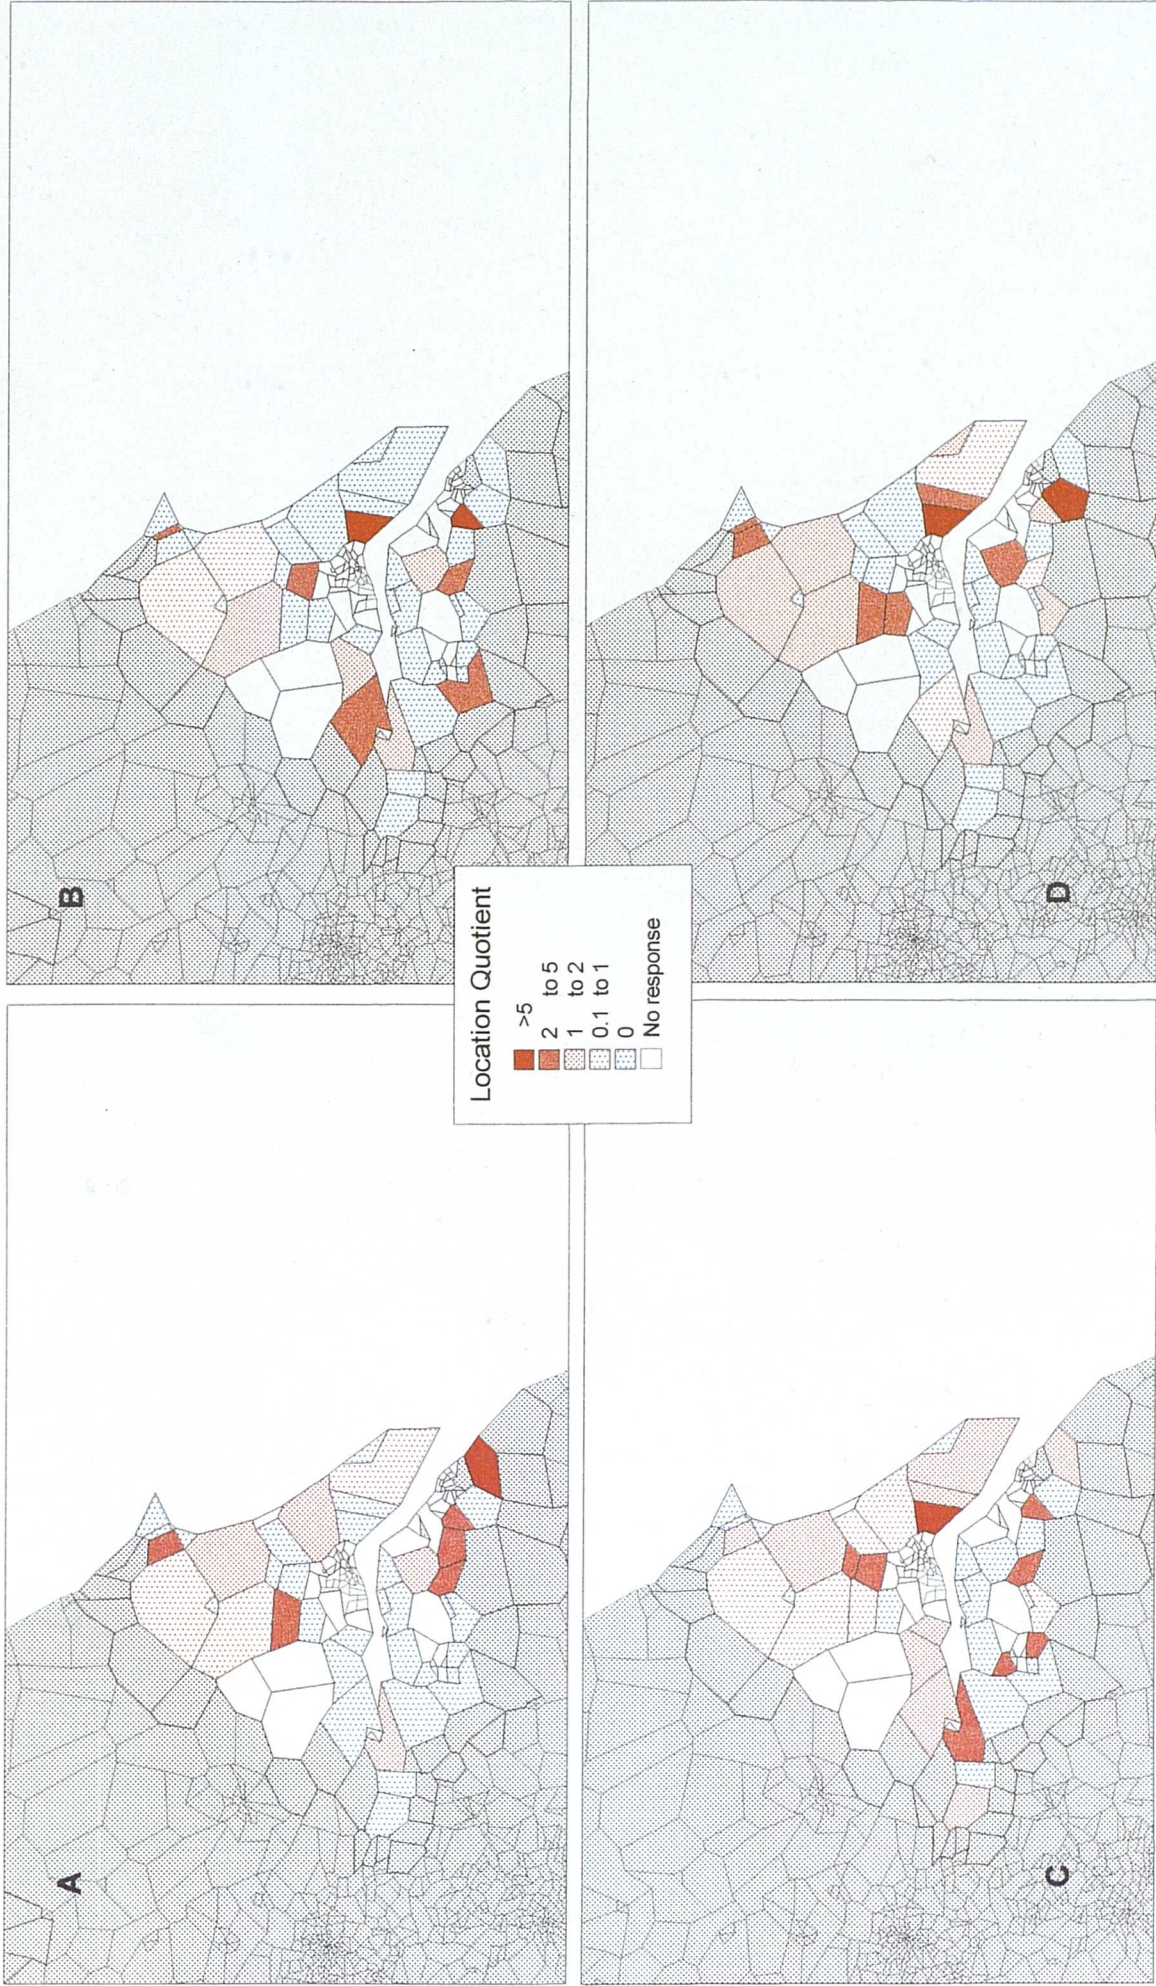 A
B
Location Quotient
>5
2 to 5
1 to 2
0.1 to 1
0
No response
C
D